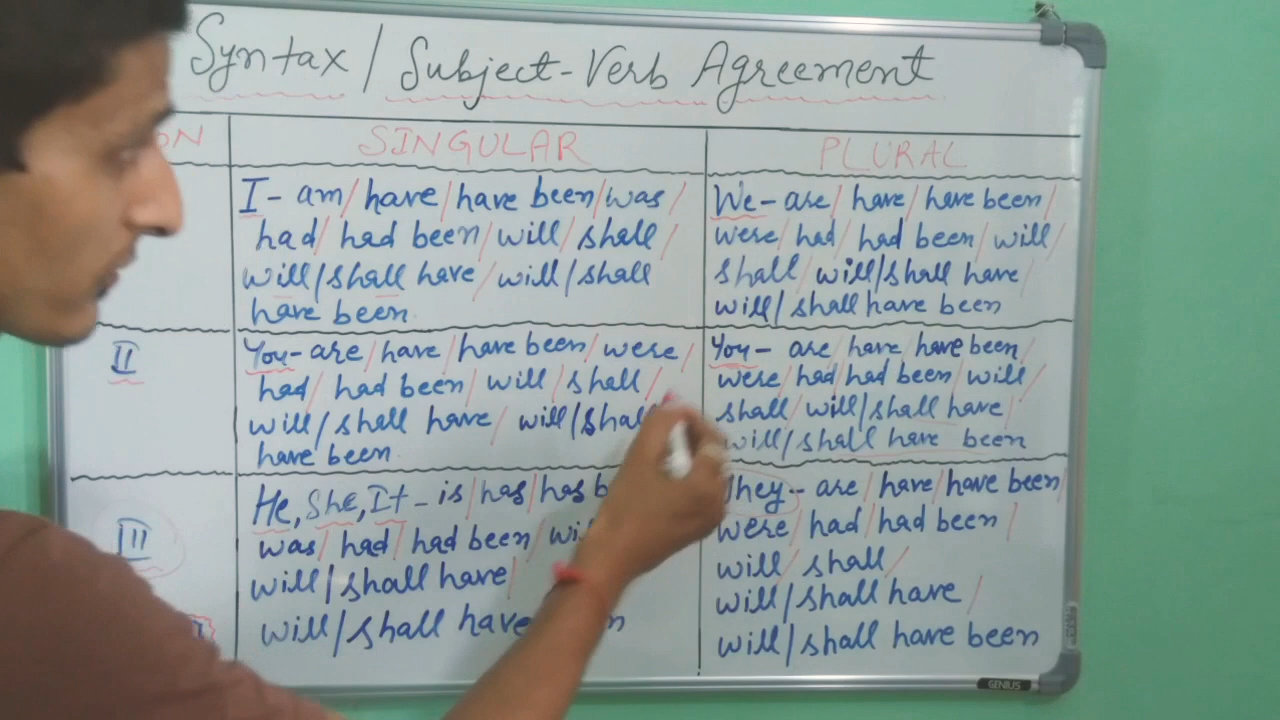 Syntax / Subject-Verb Agreement
SINGULAR
PLURAL
I - am / have / have been / was /
had / had been / will / shall /
will / shall have / will / shall
have been
We - are / have / have been /
were / had / had been / will /
shall / will / shall have /
will / shall have been
II
You - are / have / have been / were /
had / had been / will / shall /
will / shall have / will / shall
have been
You - are / have / have been /
were / had / had been / will /
shall / will / shall have /
will / shall have been
III
He, She, It - is / has / has
was / had / had been /
will / shall have /
will / shall have
They - are / have / have been /
were / had / had been /
will / shall /
will / shall have /
will / shall have been
GENIUS